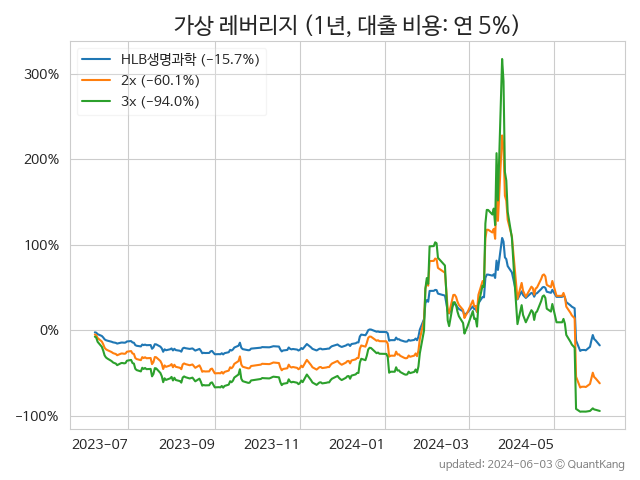 가상 레버리지 (1년, 대출 비용: 연 5%)
HLB생명과학 (−15.7%)
2x (−60.1%)
3x (−94.0%)
300%
200%
100%
0%
−100%
2023-07 2023-09 2023-11 2024-01 2024-03 2024-05
updated: 2024-06-03 © QuantKang